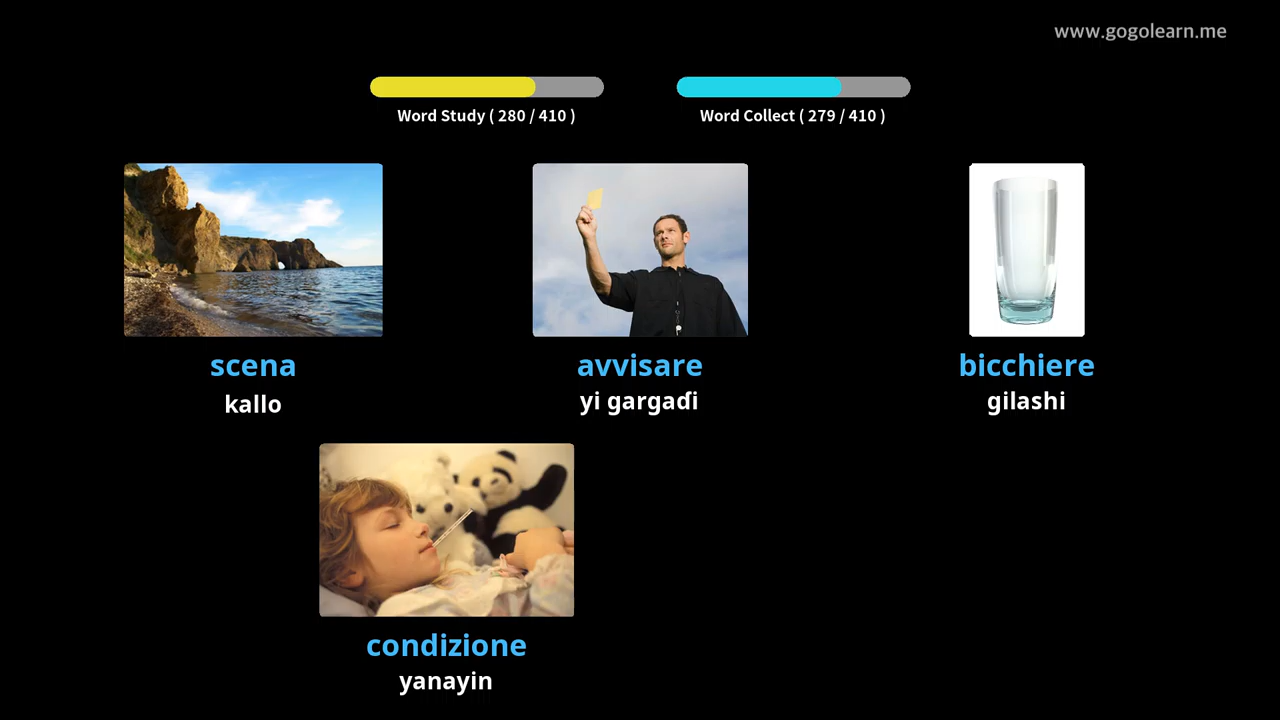 www.gogolearn.me
Word Study ( 280 / 410 )
Word Collect ( 279 / 410 )
scena
kallo
avvisare
yi gargaɗi
bicchiere
gilashi
condizione
yanayin